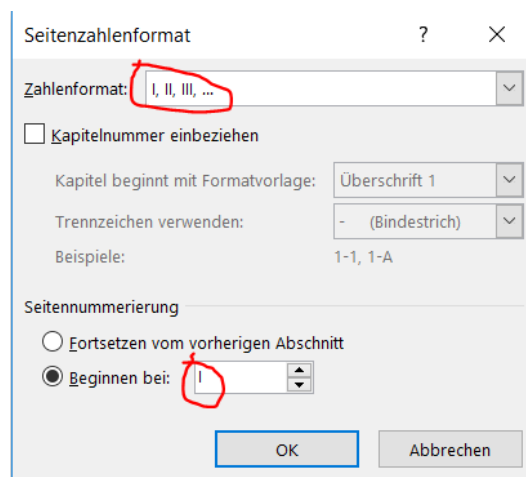 Seitenzahlenformat ? ×
Zahlenformat: I, II, III, ...
Kapitelnummer einbeziehen
Kapitel beginnt mit Formatvorlage: Überschrift 1
Trennzeichen verwenden: - (Bindestrich)
Beispiele: 1-1, 1-A
Seitennummerierung
Fortsetzen vom vorherigen Abschnitt
Beginnen bei: I
OK Abbrechen